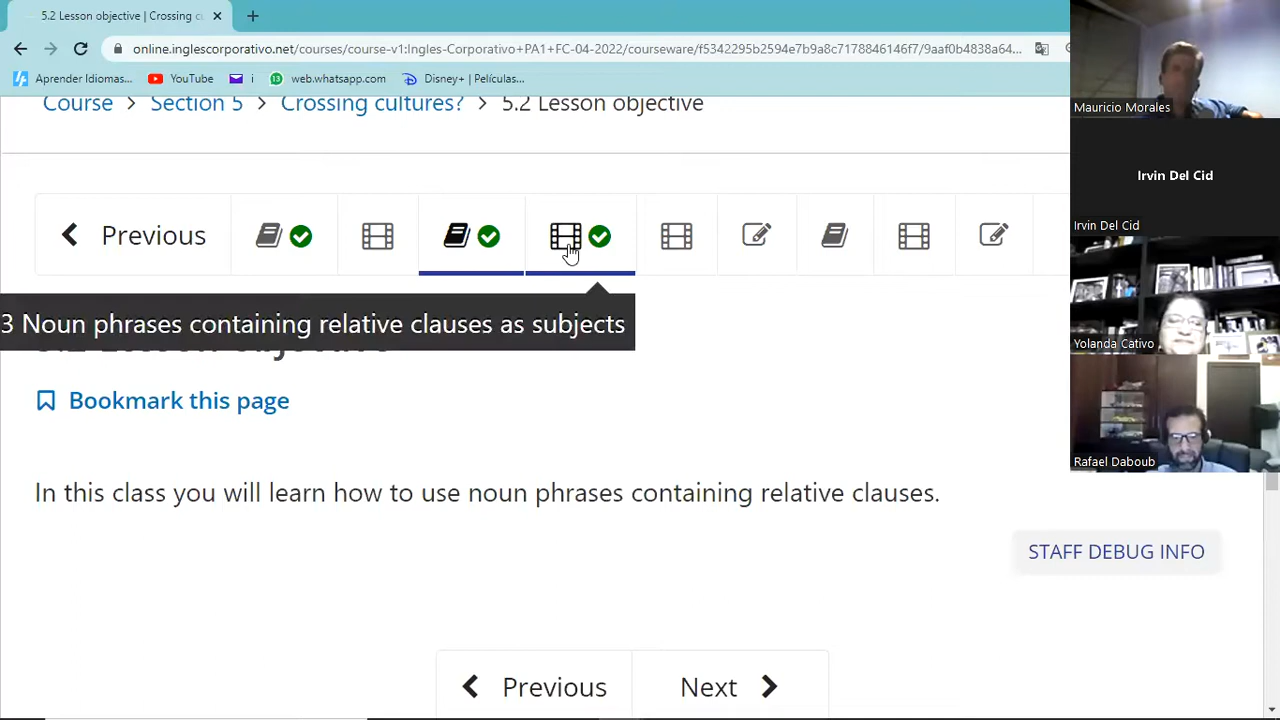 5.2 Lesson objective | Crossing cu
online.inglescorporativo.net/courses/course-v1:Ingles-Corporativo+PA1+FC-04-2022/courseware/f5342295b2594e7b9a8c7178846146f7/9aaf0b4838a64...
Aprender Idiomas... YouTube i web.whatsapp.com Disney+ | Películas...
Course > Section 5 > Crossing cultures? > 5.2 Lesson objective
Previous
3 Noun phrases containing relative clauses as subjects
Bookmark this page
In this class you will learn how to use noun phrases containing relative clauses.
STAFF DEBUG INFO
Previous Next
Mauricio Morales
Irvin Del Cid
Irvin Del Cid
Yolanda Cativo
Rafael Daboub